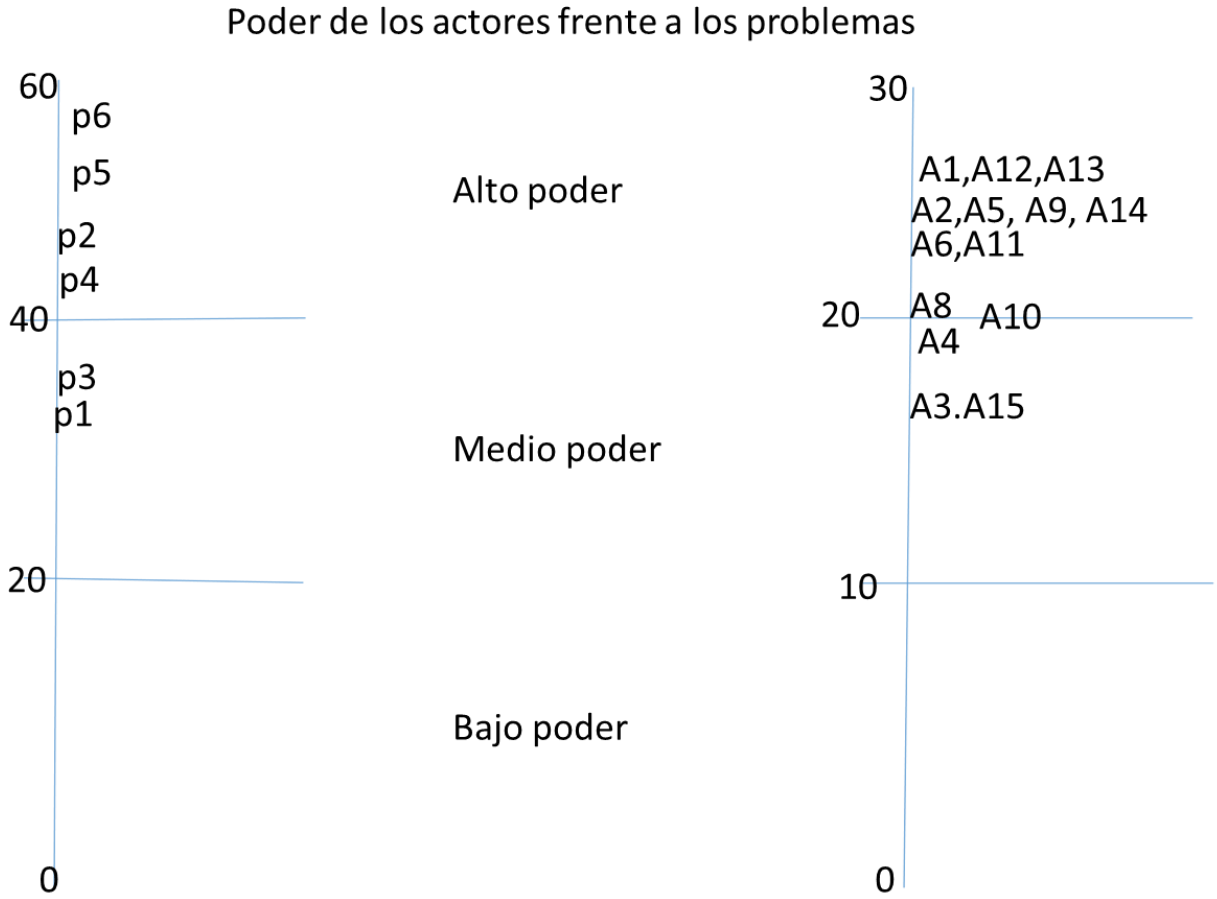 Poder de los actores frente a los problemas
60
p6
p5
p2
p4
40
p3
p1
20
0
Alto poder
Medio poder
Bajo poder
30
A1,A12,A13
A2,A5, A9, A14
A6,A11
A8
20 A10
A4
A3.A15
10
0